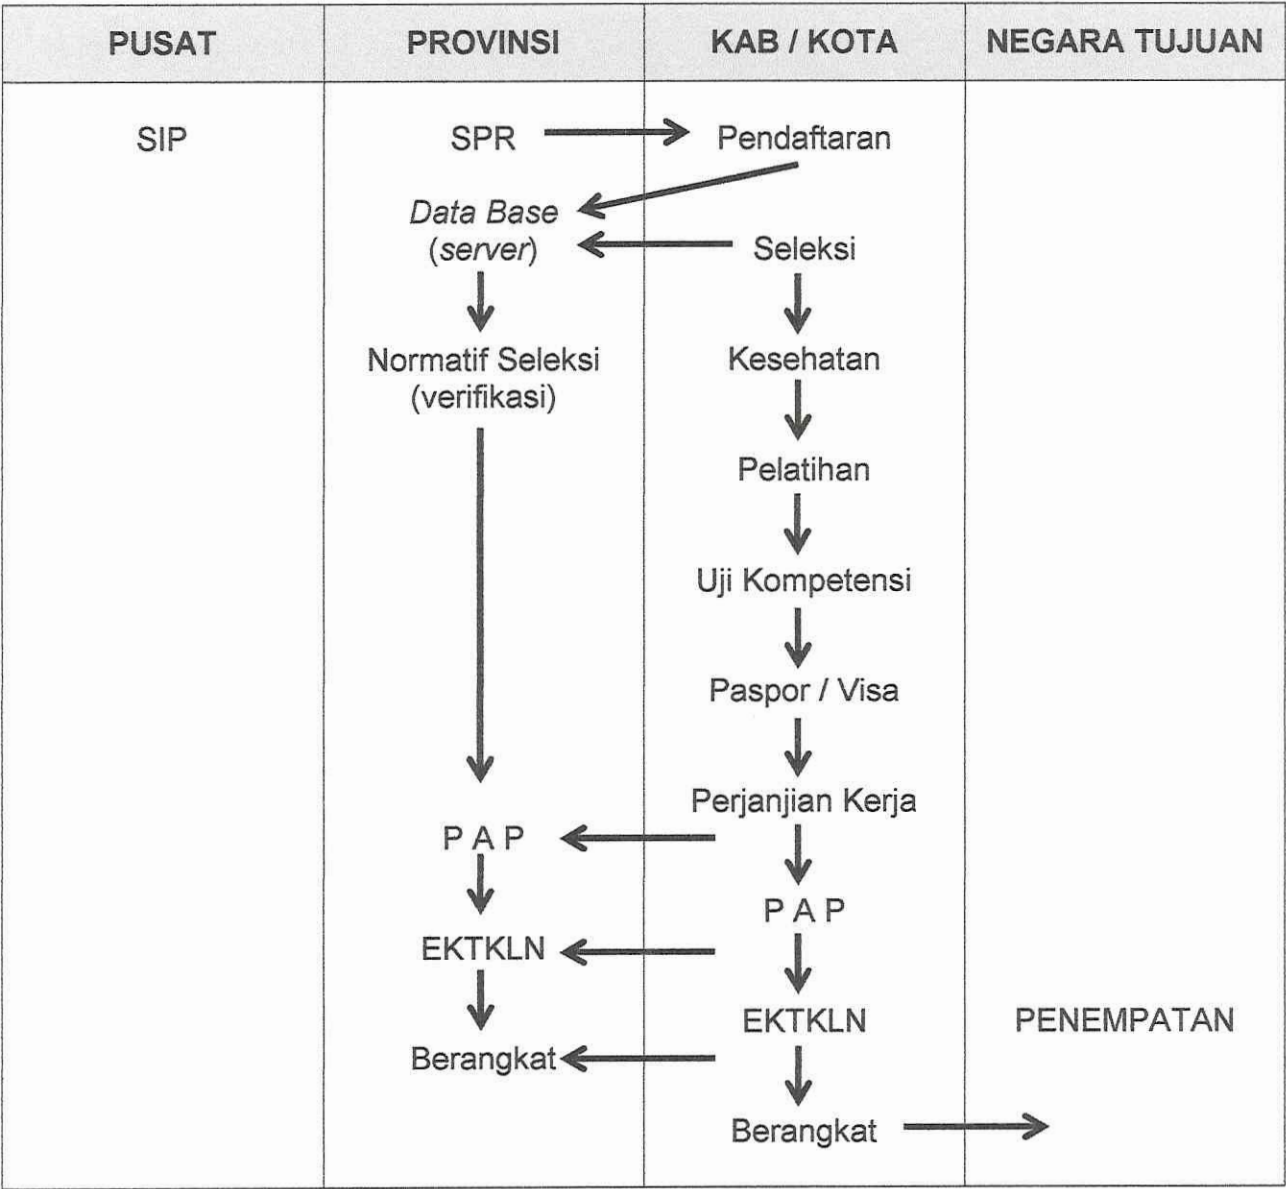 PUSAT
PROVINSI
KAB / KOTA
NEGARA TUJUAN
SIP
SPR
Pendaftaran
Data Base
(server)
Seleksi
Normatif Seleksi
(verifikasi)
Kesehatan
Pelatihan
Uji Kompetensi
Paspor / Visa
Perjanjian Kerja
P A P
P A P
EKTKLN
EKTKLN
PENEMPATAN
Berangkat
Berangkat